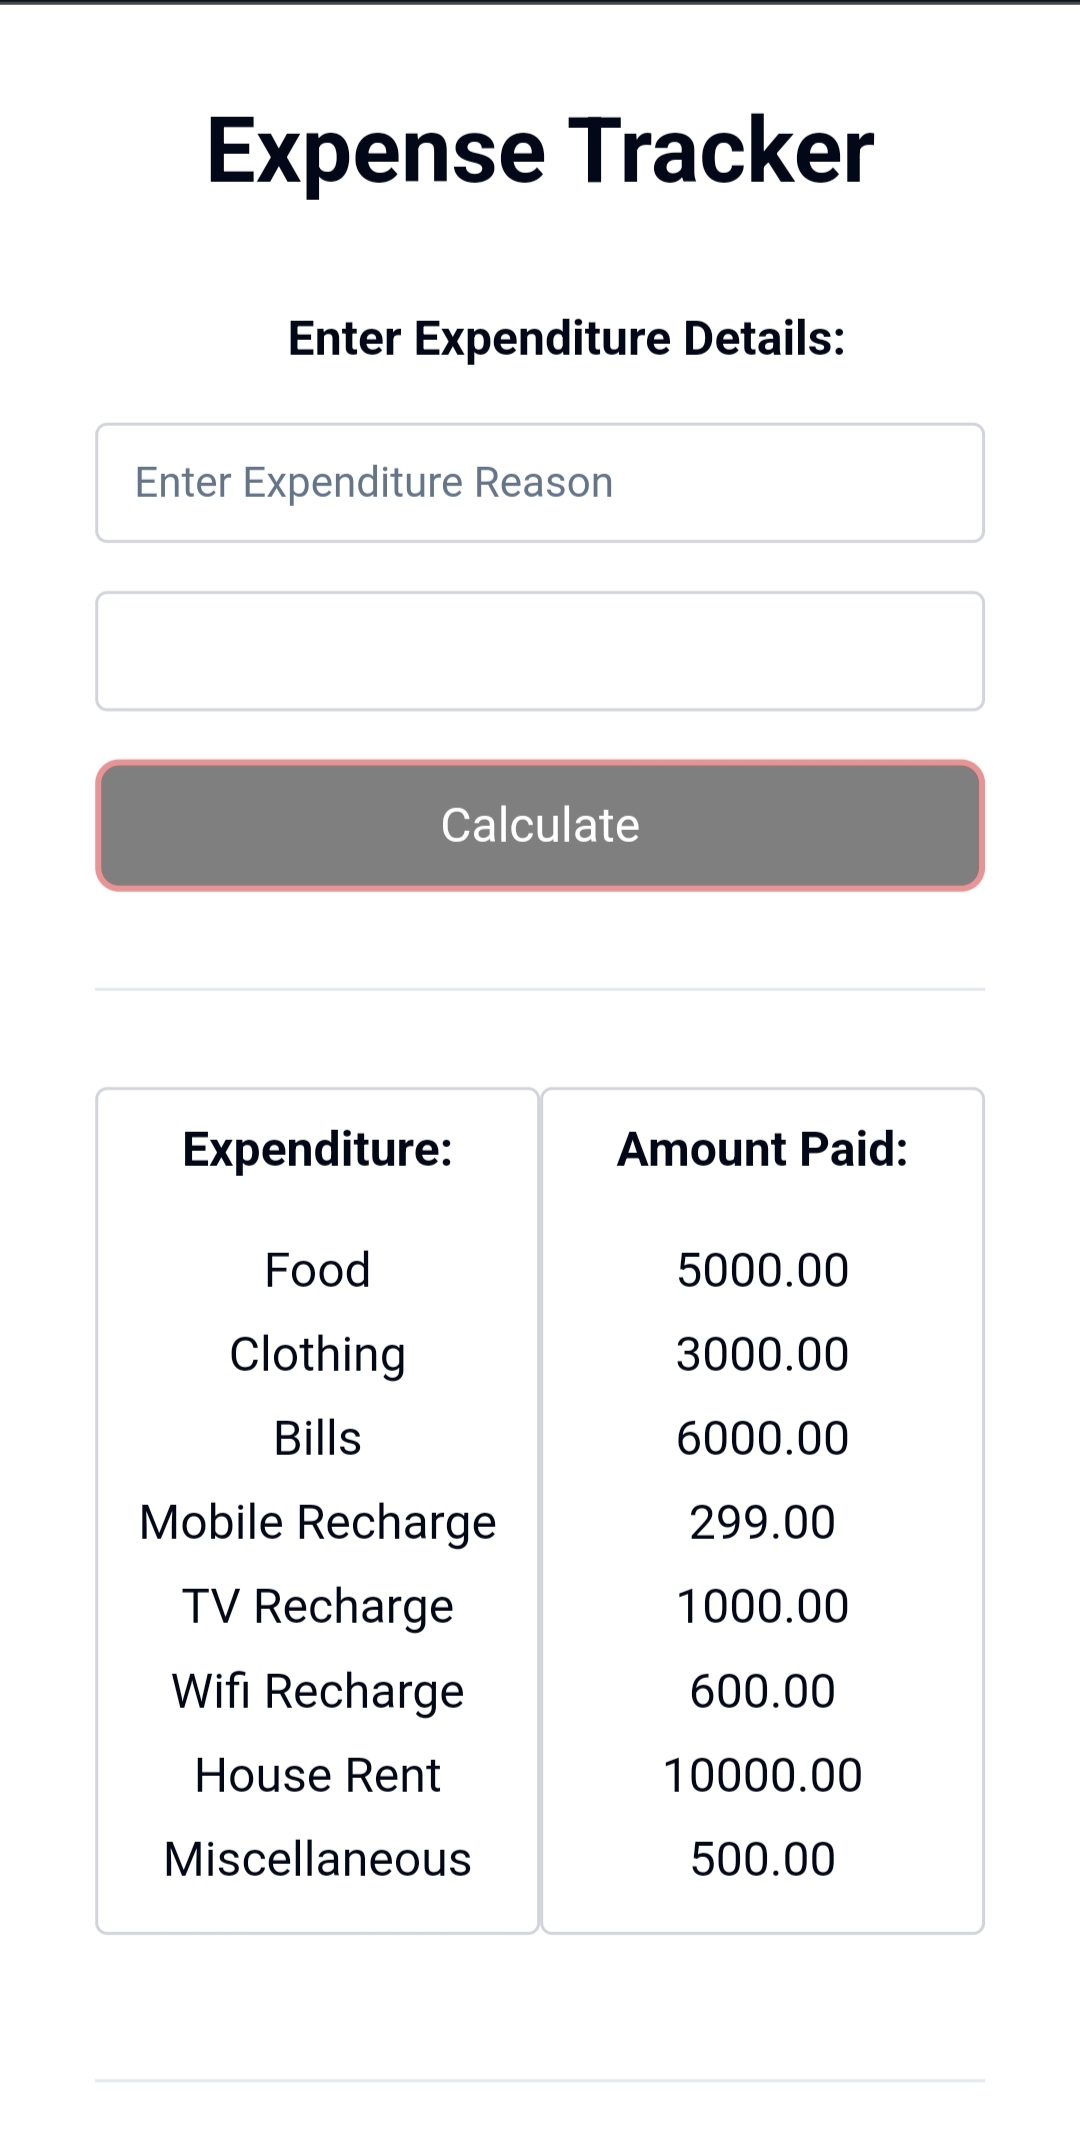 Expense Tracker
Enter Expenditure Details:
Enter Expenditure Reason
Calculate
Expenditure: Amount Paid:
Food 5000.00
Clothing 3000.00
Bills 6000.00
Mobile Recharge 299.00
TV Recharge 1000.00
Wifi Recharge 600.00
House Rent 10000.00
Miscellaneous 500.00